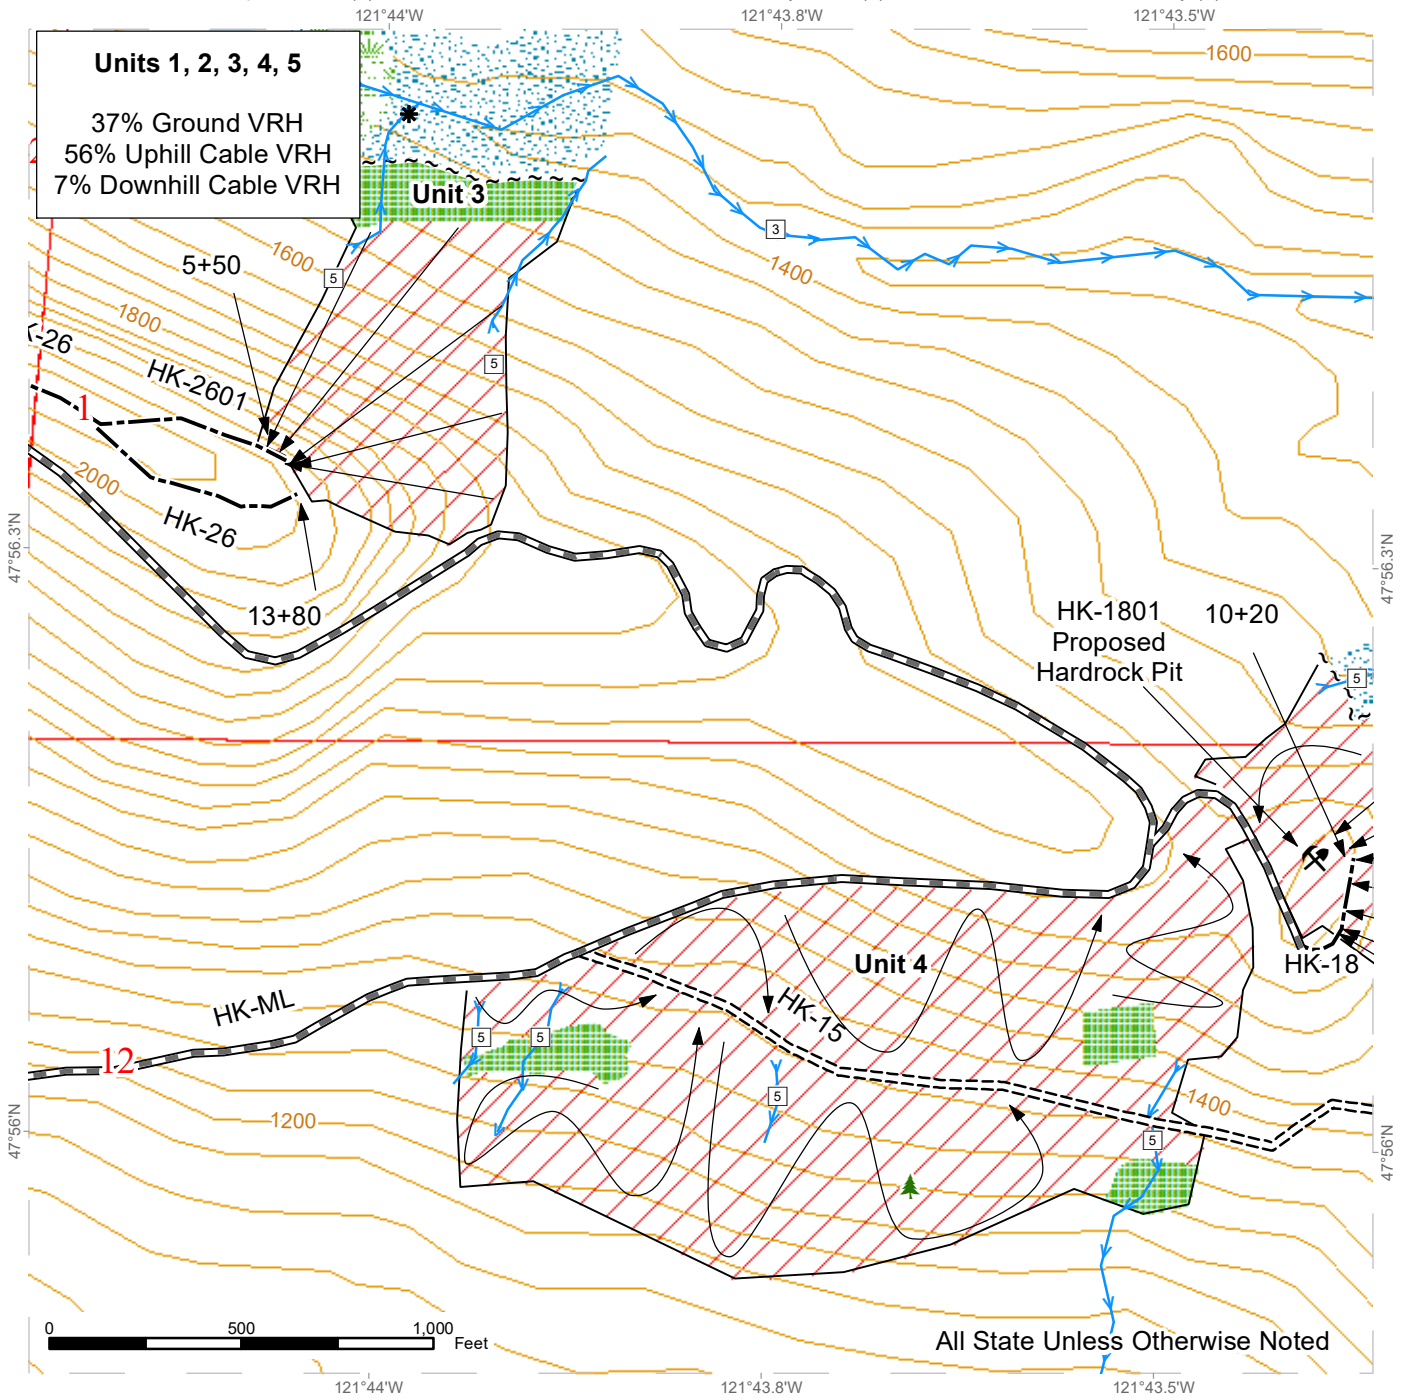 121°44'W
121°43.8'W
121°43.5'W
Units 1, 2, 3, 4, 5
37% Ground VRH
56% Uphill Cable VRH
7% Downhill Cable VRH
1600
Unit 3
3
1600
5+50
5
1400
1800
K-26
HK-2601
5
1
2000
HK-26
47°56.3'N
47°56.3'N
13+80
HK-1801
Proposed
Hardrock Pit
10+20
5
Unit 4
HK-18
HK-ML
HK-15
5
5
12
5
1200
1400
47°56'N
47°56'N
5
0
500
1,000
Feet
All State Unless Otherwise Noted
121°44'W
121°43.8'W
121°43.5'W